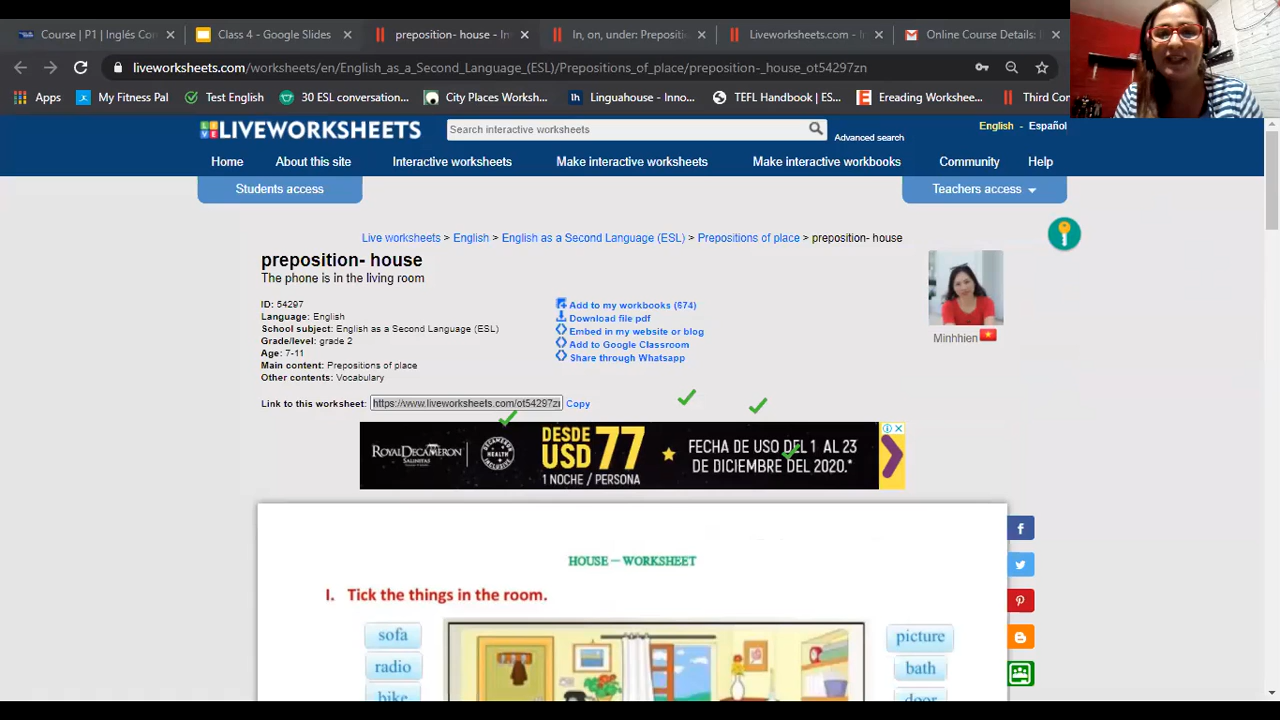 Course | P1 | Inglés Con
Class 4 - Google Slides
preposition- house - In
In, on, under: Prepositi
Liveworksheets.com - I
Online Course Details: 
liveworksheets.com/worksheets/en/English_as_a_Second_Language_(ESL)/Prepositions_of_place/preposition-_house_ot54297zn
Apps
My Fitness Pal
Test English
30 ESL conversation...
City Places Worksh...
Linguahouse - Inno...
TEFL Handbook | ES...
Ereading Workshee...
Third Con
LIVEWORKSHEETS
Search interactive worksheets
Advanced search
English - Español
Home
About this site
Interactive worksheets
Make interactive worksheets
Make interactive workbooks
Community
Help
Students access
Teachers access
Live worksheets > English > English as a Second Language (ESL) > Prepositions of place > preposition- house
preposition- house
The phone is in the living room
ID: 54297
Language: English
School subject: English as a Second Language (ESL)
Grade/level: grade 2
Age: 7-11
Main content: Prepositions of place
Other contents: Vocabulary
Add to my workbooks (674)
Download file pdf
Embed in my website or blog
Add to Google Classroom
Share through Whatsapp
Minhhien
Link to this worksheet: https://www.liveworksheets.com/ot54297zn Copy
ROYAL DECAMERON
SALINITAS
DECAMERON HEALTH INCLUSIVE
DESDE
USD 77
1 NOCHE / PERSONA
FECHA DE USO DEL 1 AL 23
DE DICIEMBRE DEL 2020.*
HOUSE – WORKSHEET
I. Tick the things in the room.
sofa
radio
bike
picture
bath
door